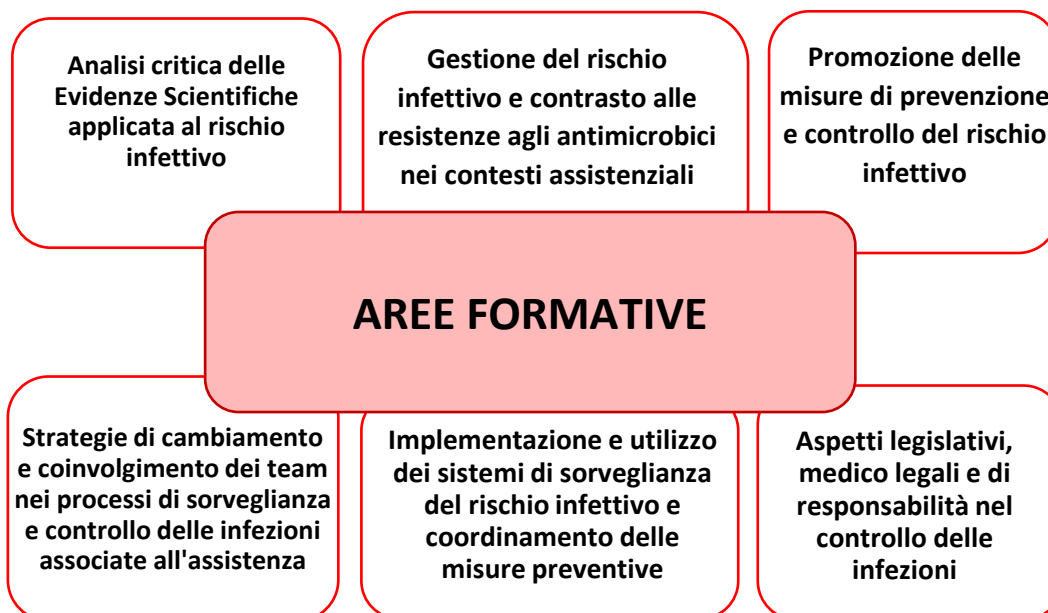 Analisi critica delle
Evidenze Scientifiche
applicata al rischio
infettivo
Gestione del rischio
infettivo e contrasto alle
resistenze agli antimicrobici
nei contesti assistenziali
Promozione delle
misure di prevenzione
e controllo del rischio
infettivo
AREE FORMATIVE
Strategie di cambiamento
e coinvolgimento dei team
nei processi di sorveglianza
e controllo delle infezioni
associate all'assistenza
Implementazione e utilizzo
dei sistemi di sorveglianza
del rischio infettivo e
coordinamento delle
misure preventive
Aspetti legislativi,
medico legali e di
responsabilità nel
controllo delle
infezioni